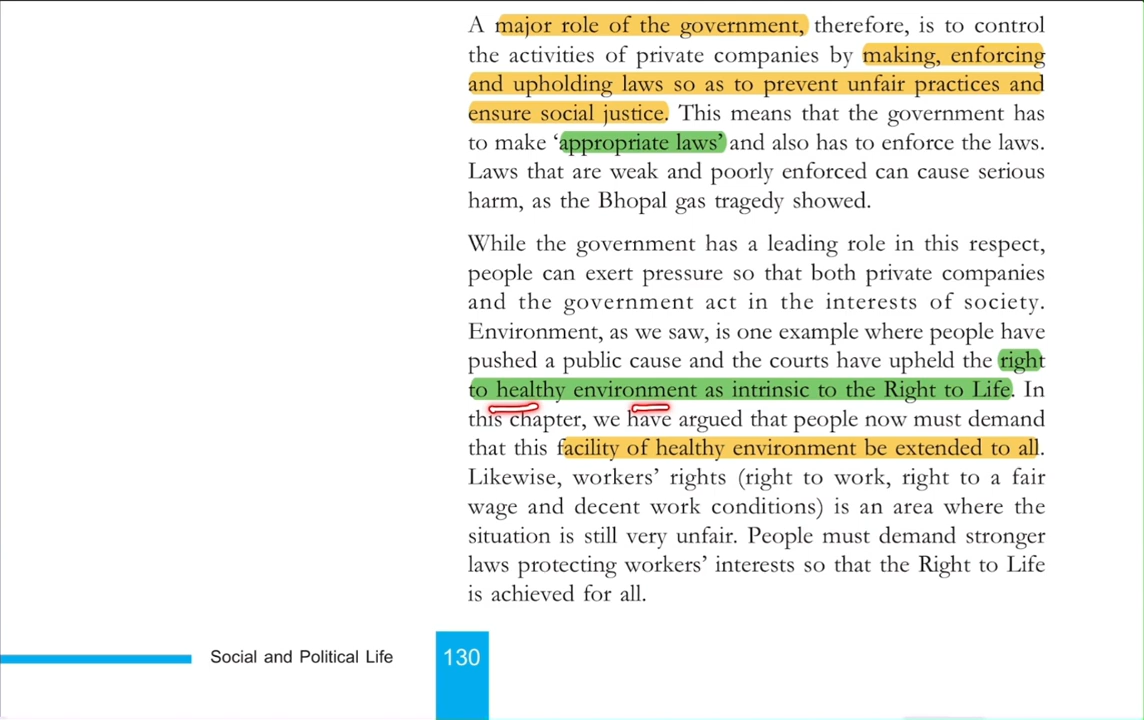 A major role of the government, therefore, is to control
the activities of private companies by making, enforcing
and upholding laws so as to prevent unfair practices and
ensure social justice. This means that the government has
to make ‘appropriate laws’ and also has to enforce the laws.
Laws that are weak and poorly enforced can cause serious
harm, as the Bhopal gas tragedy showed.
While the government has a leading role in this respect,
people can exert pressure so that both private companies
and the government act in the interests of society.
Environment, as we saw, is one example where people have
pushed a public cause and the courts have upheld the right
to healthy environment as intrinsic to the Right to Life. In
this chapter, we have argued that people now must demand
that this facility of healthy environment be extended to all.
Likewise, workers’ rights (right to work, right to a fair
wage and decent work conditions) is an area where the
situation is still very unfair. People must demand stronger
laws protecting workers’ interests so that the Right to Life
is achieved for all.
Social and Political Life 130